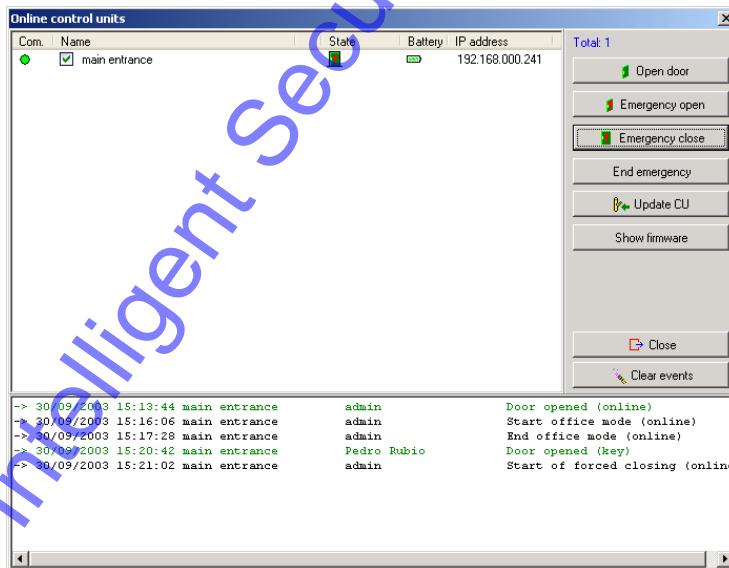 Online control units
Com. Name State Battery IP address
main entrance 192.168.000.241
Total: 1
Open door
Emergency open
Emergency close
End emergency
Update CU
Show firmware
Close
Clear events
-> 30/09/2003 15:13:44 main entrance admin Door opened (online)
-> 30/09/2003 15:16:06 main entrance admin Start office mode (online)
-> 30/09/2003 15:17:28 main entrance admin End office mode (online)
-> 30/09/2003 15:20:42 main entrance Pedro Rubio Door opened (key)
-> 30/09/2003 15:21:02 main entrance admin Start of forced closing (online
Intelligent Secu